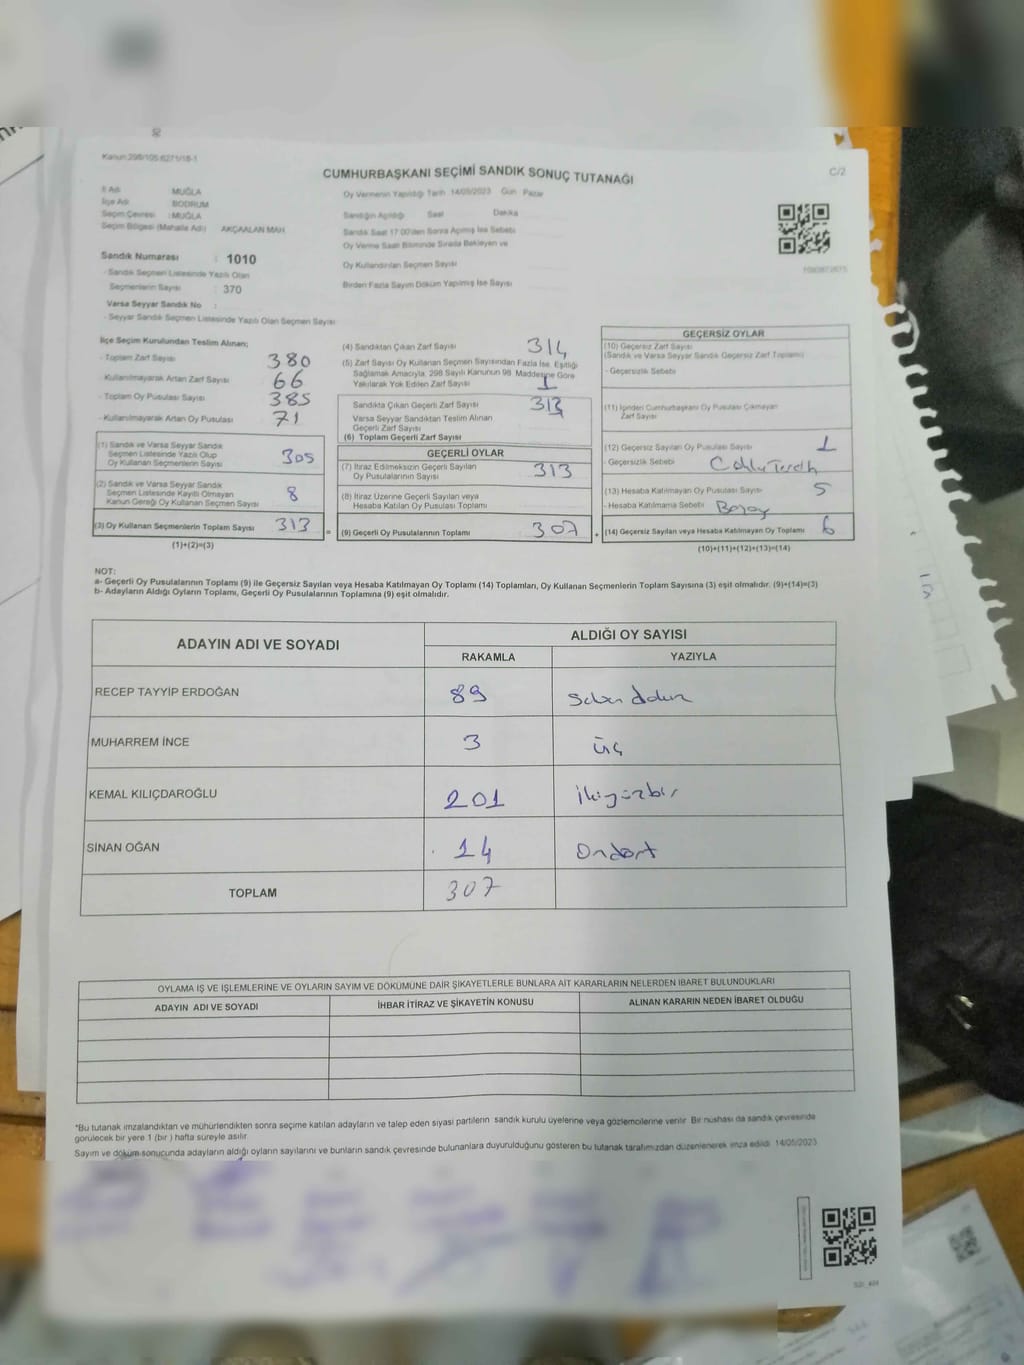 Kanun:298/105.6271/18-1
CUMHURBAŞKANI SEÇİMİ SANDIK SONUÇ TUTANAĞI
C/2
İl Adı MUĞLA
İlçe Adı BODRUM
Seçim Çevresi :MUĞLA
Seçim Bölgesi (Mahalle Adı) AKÇAALAN MAH.
Oy Vermenin Yapıldığı Tarih 14/05/2023 Gün Pazar
Sandığın Açıldığı Saat Dakika
Sandık Saat 17:00'den Sonra Açılmış İse Sebebi
Oy Verme Saati Bitiminde Sırada Bekleyen ve
Oy Kullandırılan Seçmen Sayısı
Birden Fazla Sayım Döküm Yapılmış İse Sayısı
Sandık Numarası : 1010
- Sandık Seçmen Listesinde Yazılı Olan
Seçmenlerin Sayısı : 370
Varsa Seyyar Sandık No :
- Seyyar Sandık Seçmen Listesinde Yazılı Olan Seçmen Sayısı
İlçe Seçim Kurulundan Teslim Alınan;
- Toplam Zarf Sayısı 380
- Kullanılmayarak Artan Zarf Sayısı 66
- Toplam Oy Pusulası Sayısı 385
- Kullanılmayarak Artan Oy Pusulası 71
(1) Sandık ve Varsa Seyyar Sandık
Seçmen Listesinde Yazılı Olup
Oy Kullanan Seçmenlerin Sayısı 305
(2) Sandık ve Varsa Seyyar Sandık
Seçmen Listesinde Kayıtlı Olmayan
Kanun Gereği Oy Kullanan Seçmen Sayısı 8
(3) Oy Kullanan Seçmenlerin Toplam Sayısı 313
(1)+(2)=(3)
(4) Sandıktan Çıkan Zarf Sayısı 314
(5) Zarf Sayısı Oy Kullanan Seçmen Sayısından Fazla İse, Eşitliği
Sağlamak Amacıyla, 298 Sayılı Kanunun 98. Maddesine Göre
Yakılarak Yok Edilen Zarf Sayısı 1
Sandıkta Çıkan Geçerli Zarf Sayısı 313
Varsa Seyyar Sandıktan Teslim Alınan
Geçerli Zarf Sayısı
(6) Toplam Geçerli Zarf Sayısı
GEÇERLİ OYLAR
(7) İtiraz Edilmeksizin Geçerli Sayılan
Oy Pusulalarının Sayısı 313
(8) İtiraz Üzerine Geçerli Sayılan veya
Hesaba Katılan Oy Pusulası Toplamı
= (9) Geçerli Oy Pusulalarının Toplamı 307
GEÇERSİZ OYLAR
(10) Geçersiz Zarf Sayısı
(Sandık ve Varsa Seyyar Sandık Geçersiz Zarf Toplamı)
- Geçersizlik Sebebi
(11) İçinden Cumhurbaşkanı Oy Pusulası Çıkmayan
Zarf Sayısı
(12) Geçersiz Sayılan Oy Pusulası Sayısı 1
- Geçersizlik Sebebi
(13) Hesaba Katılmayan Oy Pusulası Sayısı 5
- Hesaba Katılmama Sebebi
+ (14) Geçersiz Sayılan veya Hesaba Katılmayan Oy Toplamı 6
(10)+(11)+(12)+(13)=(14)
NOT:
a- Geçerli Oy Pusulalarının Toplamı (9) ile Geçersiz Sayılan veya Hesaba Katılmayan Oy Toplamı (14) Toplamları, Oy Kullanan Seçmenlerin Toplam Sayısına (3) eşit olmalıdır. (9)+(14)=(3)
b- Adayların Aldığı Oyların Toplamı, Geçerli Oy Pusulalarının Toplamına (9) eşit olmalıdır.
ADAYIN ADI VE SOYADI ALDIĞI OY SAYISI
RAKAMLA YAZIYLA
RECEP TAYYİP ERDOĞAN 89
MUHARREM İNCE 3 üç
KEMAL KILIÇDAROĞLU 201 ikiyüzbir
SİNAN OĞAN 14 Ondört
TOPLAM 307
OYLAMA İŞ VE İŞLEMLERİNE VE OYLARIN SAYIM VE DÖKÜMÜNE DAİR ŞİKAYETLERLE BUNLARA AİT KARARLARIN NELERDEN İBARET BULUNDUKLARI
ADAYIN ADI VE SOYADI İHBAR İTİRAZ VE ŞİKAYETİN KONUSU ALINAN KARARIN NEDEN İBARET OLDUĞU
*Bu tutanak imzalandıktan ve mühürlendikten sonra seçime katılan adayların ve talep eden siyasi partilerin sandık kurulu üyelerine veya gözlemcilerine verilir. Bir nüshası da sandık çevresinde
görülecek bir yere 1 (bir ) hafta süreyle asılır.
Sayım ve döküm sonucunda adayların aldığı oyların sayılarını ve bunların sandık çevresinde bulunanlara duyurulduğunu gösteren bu tutanak tarafımızdan düzenlenerek imza edildi. 14/05/2023